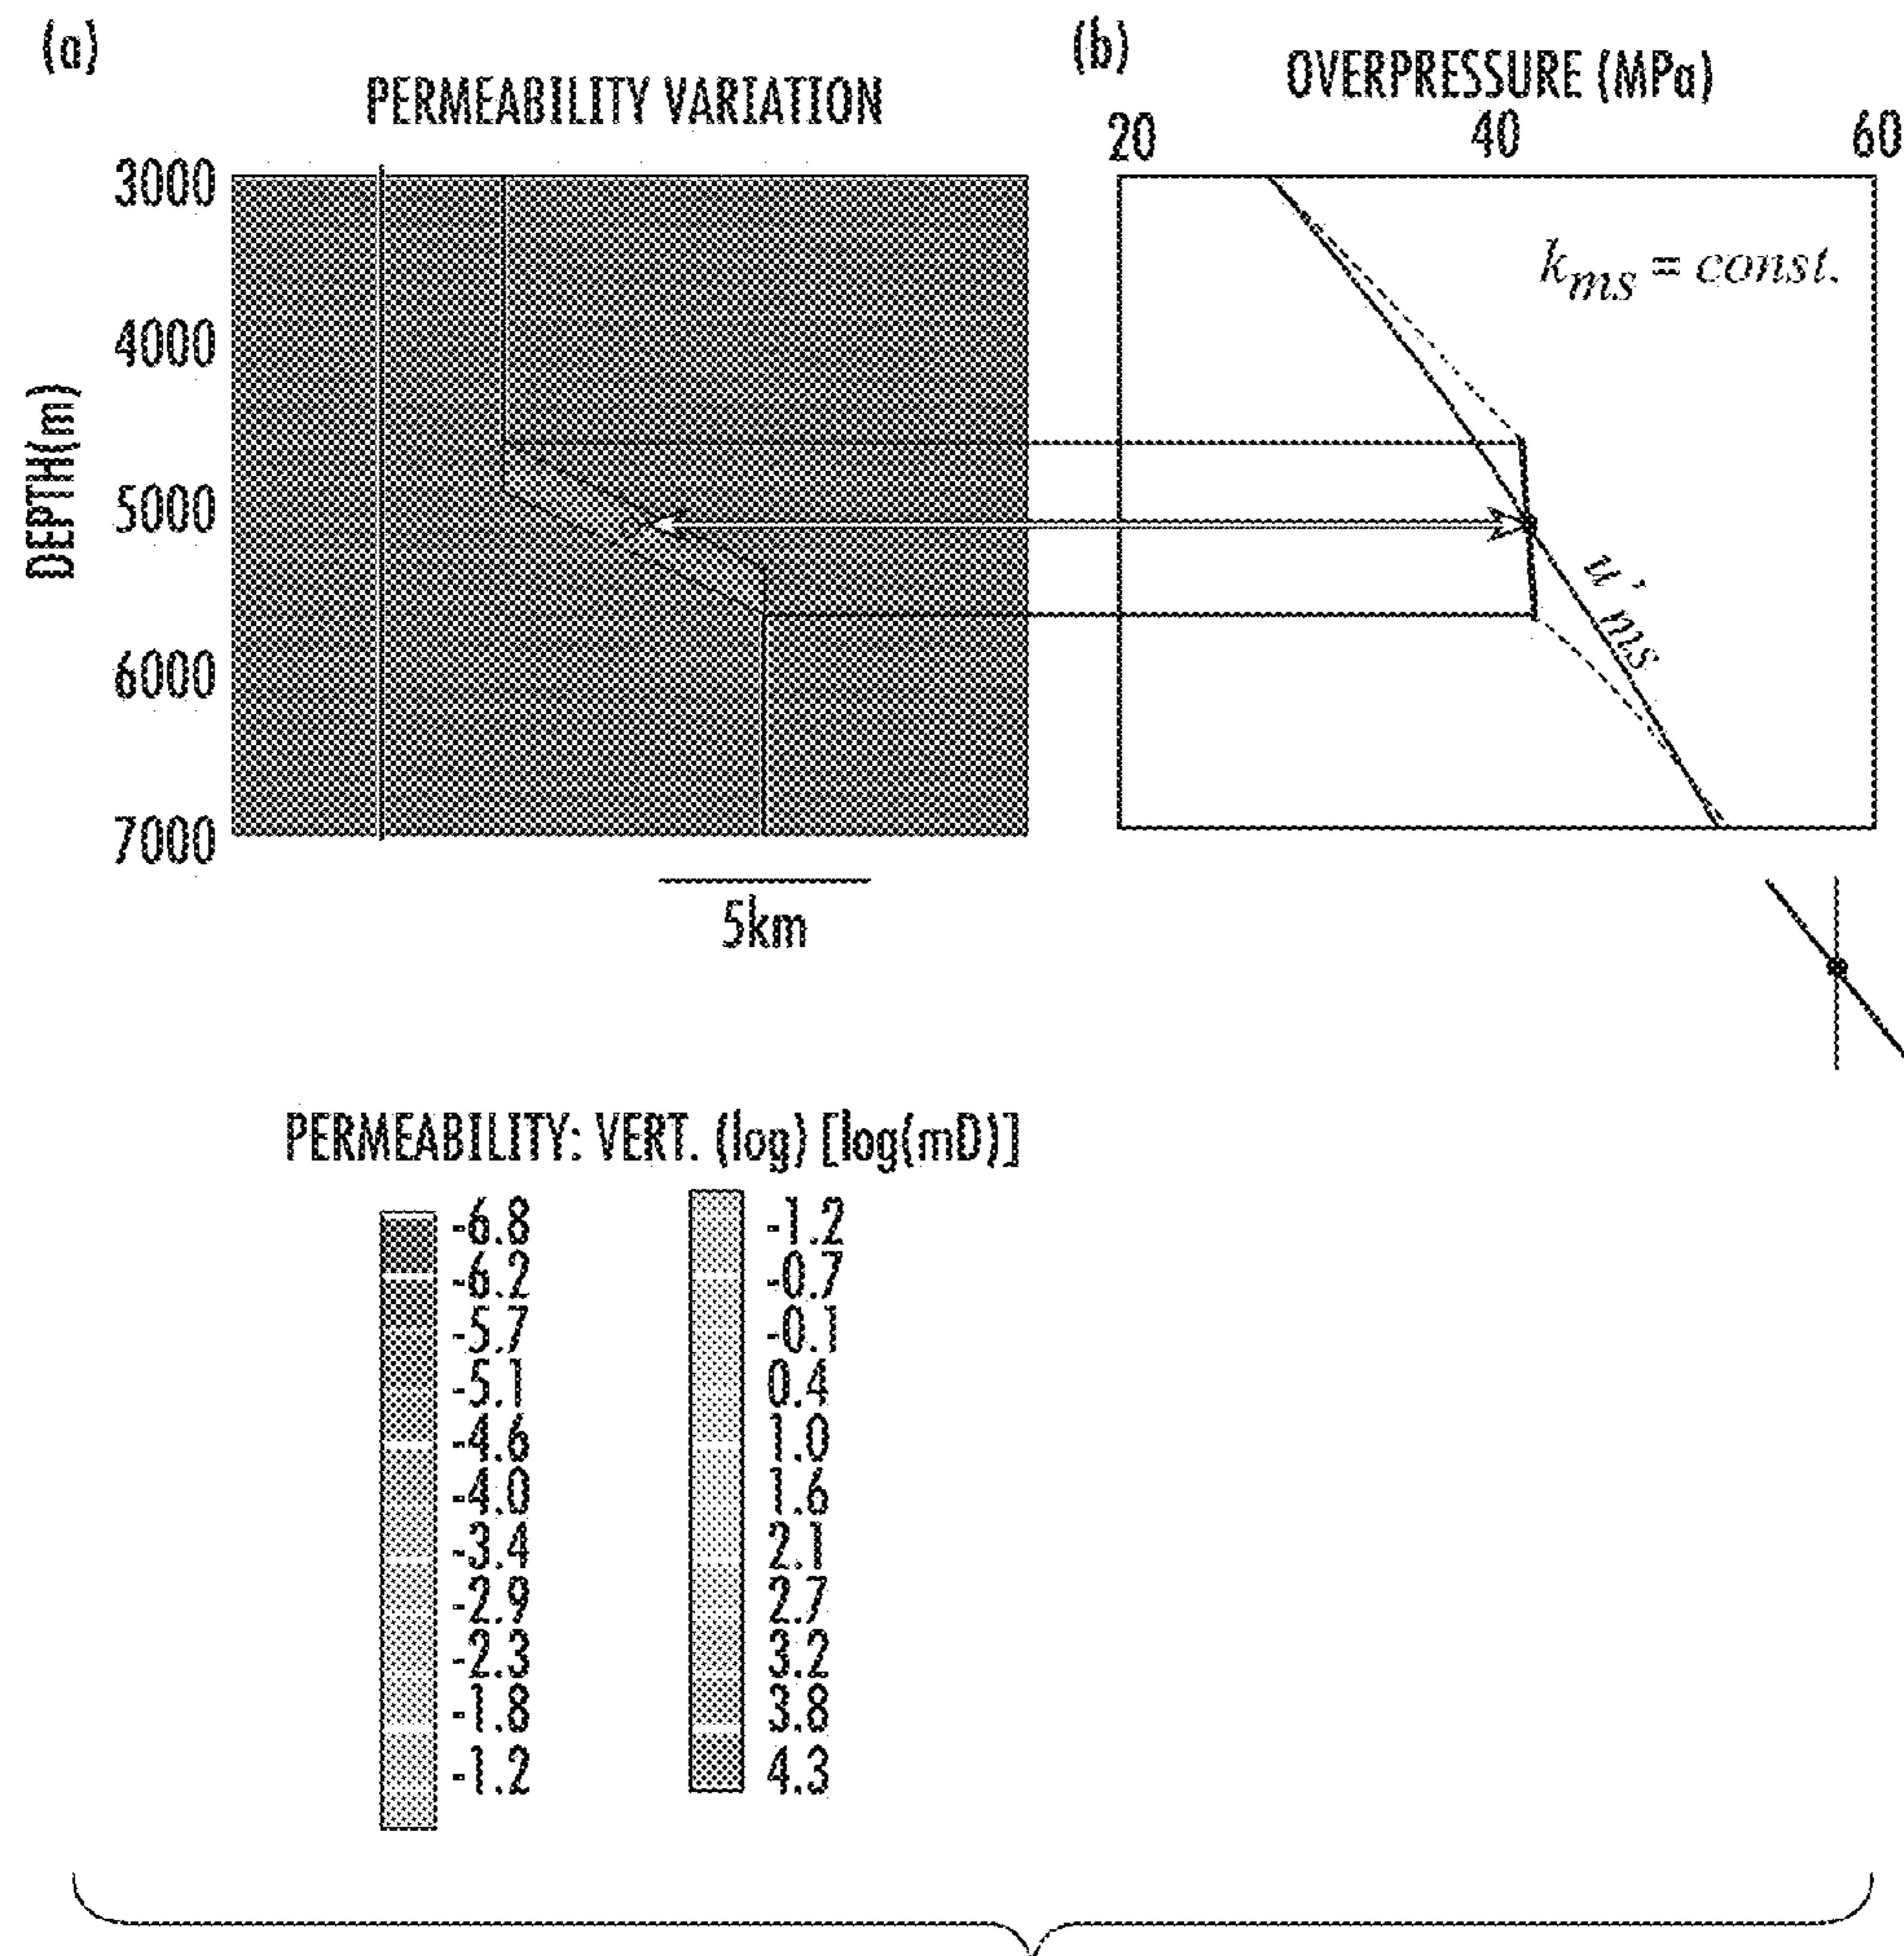 (a)
PERMEABILITY VARIATION
3000
4000
5000
6000
7000
DEPTH(m)
5km
(b)
OVERPRESSURE (MPa)
20 40 60
k_ms = const.
u*_ms
PERMEABILITY: VERT. (log) [log(mD)]
-6.8
-6.2
-5.7
-5.1
-4.6
-4.0
-3.4
-2.9
-2.3
-1.8
-1.2
-1.2
-0.7
-0.1
0.4
1.0
1.6
2.1
2.7
3.2
3.8
4.3